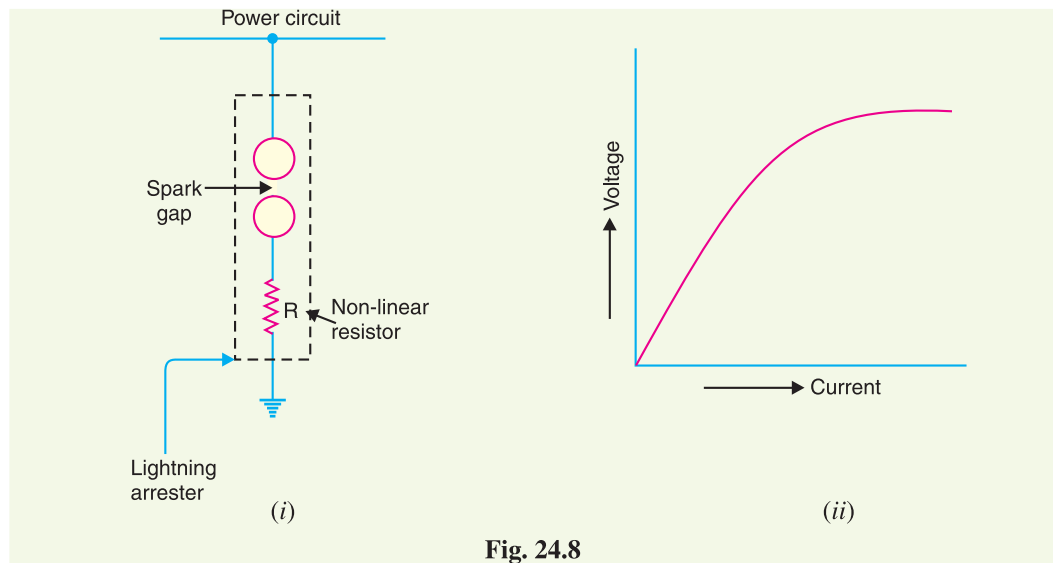 Power circuit
Spark
gap
R
Non-linear
resistor
Lightning
arrester
(i)
Voltage
Current
(ii)
Fig. 24.8